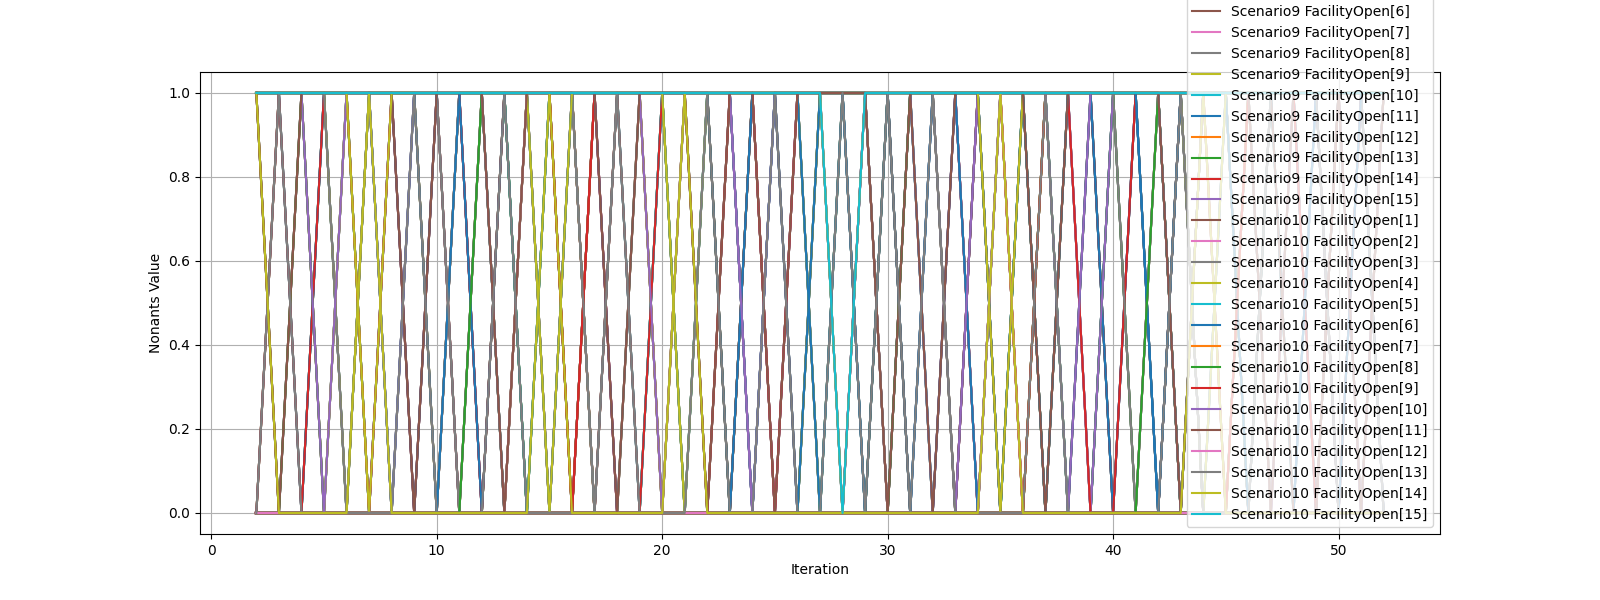 Scenario9 FacilityOpen[6]
Scenario9 FacilityOpen[7]
Scenario9 FacilityOpen[8]
Scenario9 FacilityOpen[9]
Scenario9 FacilityOpen[10]
Scenario9 FacilityOpen[11]
Scenario9 FacilityOpen[12]
Scenario9 FacilityOpen[13]
Scenario9 FacilityOpen[14]
Scenario9 FacilityOpen[15]
Scenario10 FacilityOpen[1]
Scenario10 FacilityOpen[2]
Scenario10 FacilityOpen[3]
Scenario10 FacilityOpen[4]
Scenario10 FacilityOpen[5]
Scenario10 FacilityOpen[6]
Scenario10 FacilityOpen[7]
Scenario10 FacilityOpen[8]
Scenario10 FacilityOpen[9]
Scenario10 FacilityOpen[10]
Scenario10 FacilityOpen[11]
Scenario10 FacilityOpen[12]
Scenario10 FacilityOpen[13]
Scenario10 FacilityOpen[14]
Scenario10 FacilityOpen[15]
Nonants Value
1.0
0.8
0.6
0.4
0.2
0.0
0 10 20 30 40 50
Iteration